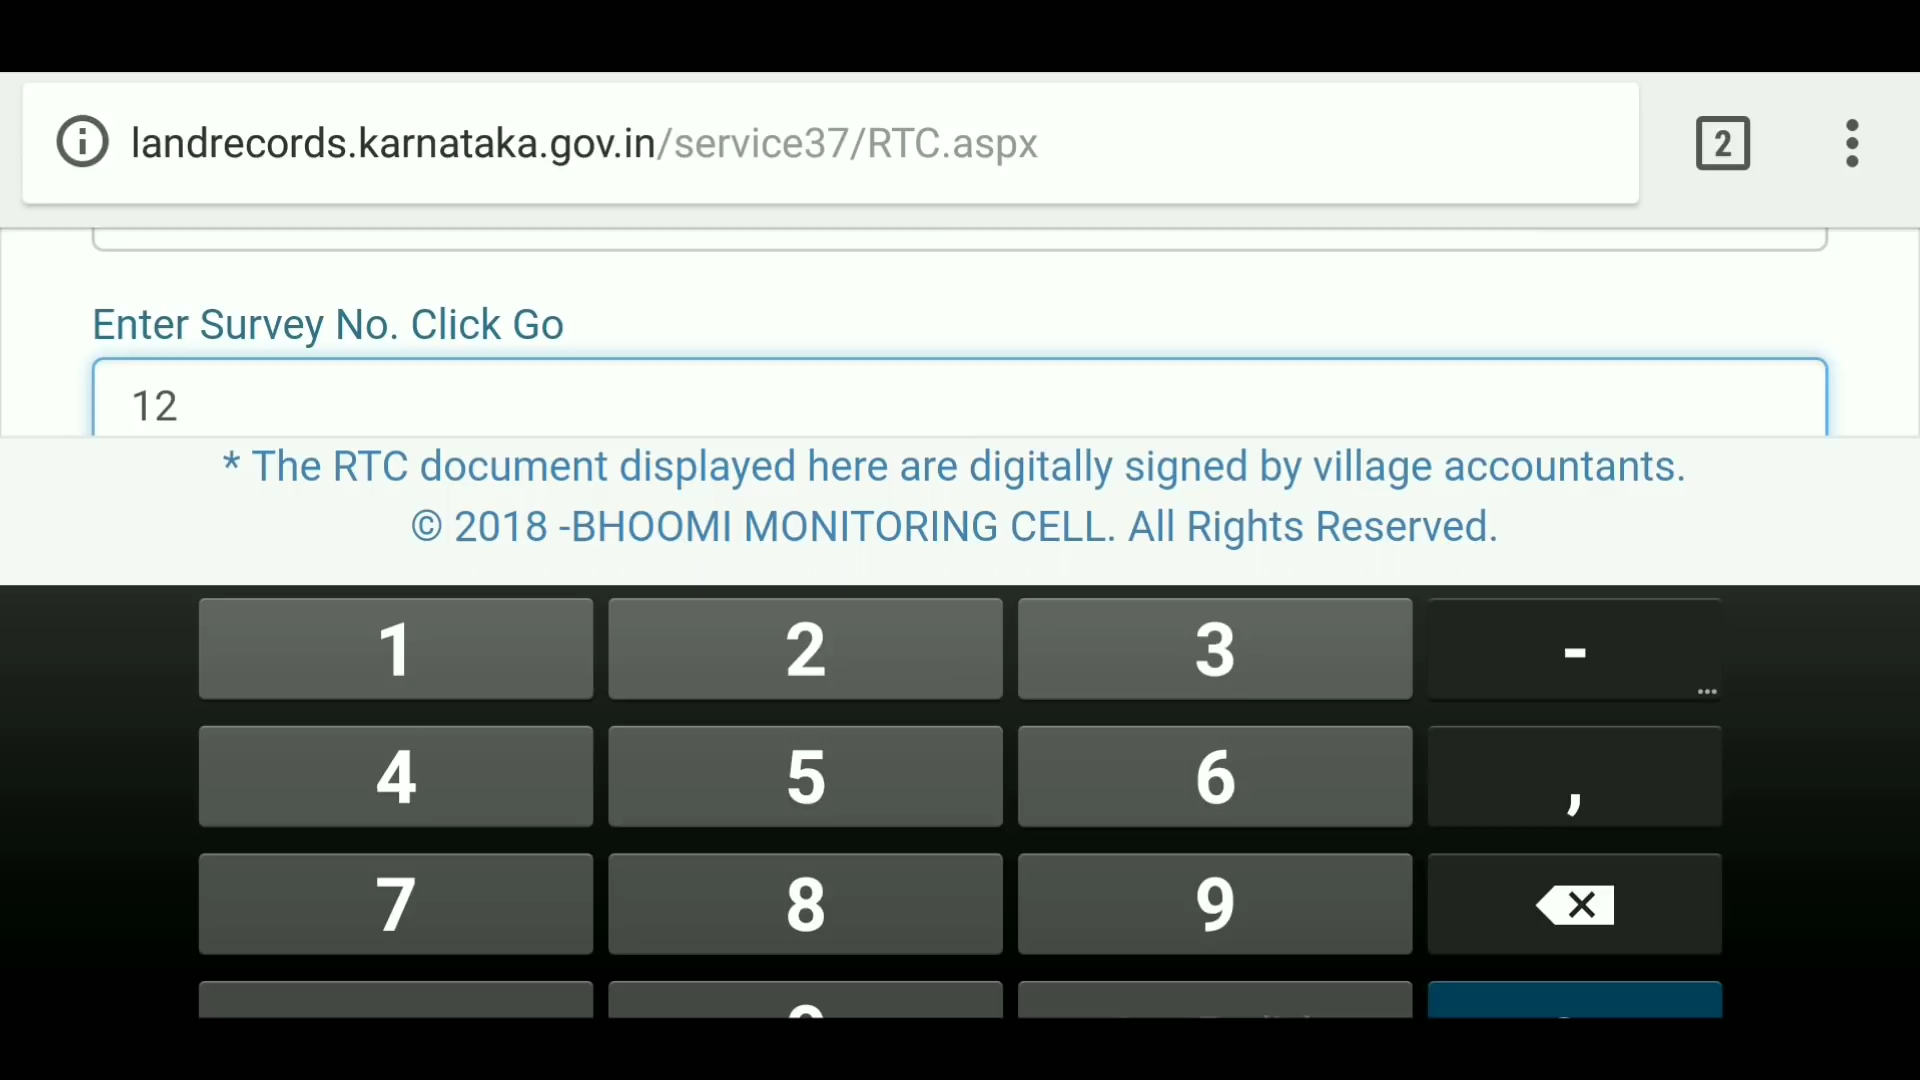 landrecords.karnataka.gov.in/service37/RTC.aspx
2
Enter Survey No. Click Go
12
* The RTC document displayed here are digitally signed by village accountants.
© 2018 -BHOOMI MONITORING CELL. All Rights Reserved.
1 2 3 -
...
4 5 6 ,
7 8 9